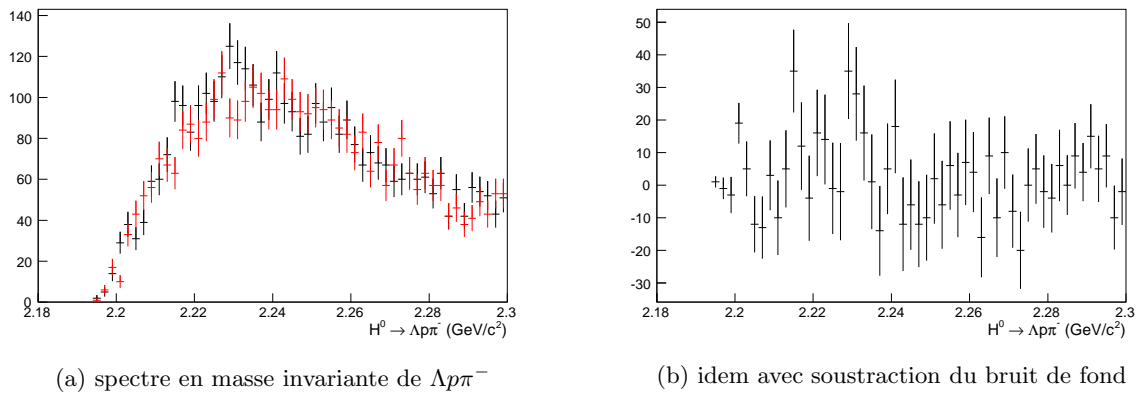 140
120
100
80
60
40
20
0
2.18 2.2 2.22 2.24 2.26 2.28 2.3
H⁰ → Λpπ⁻ (GeV/c²)
(a) spectre en masse invariante de Λpπ⁻
50
40
30
20
10
0
-10
-20
-30
2.18 2.2 2.22 2.24 2.26 2.28 2.3
H⁰ → Λpπ⁻ (GeV/c²)
(b) idem avec soustraction du bruit de fond